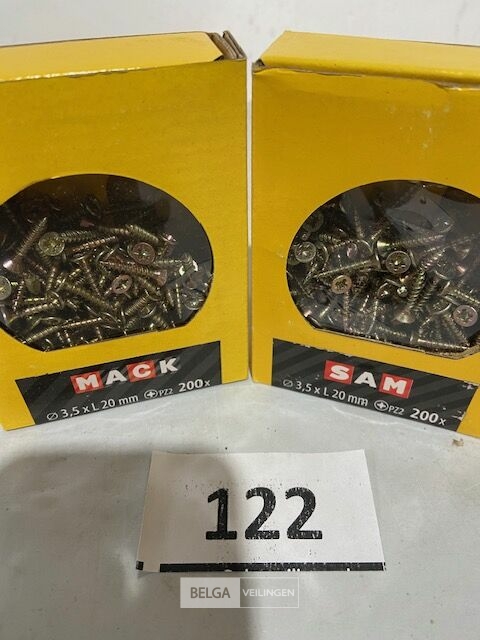 MACK
Ø 3,5 x L 20 mm PZ2 200x
SAM
Ø 3,5 x L 20 mm PZ2 200x
122
BELGA VEILINGEN